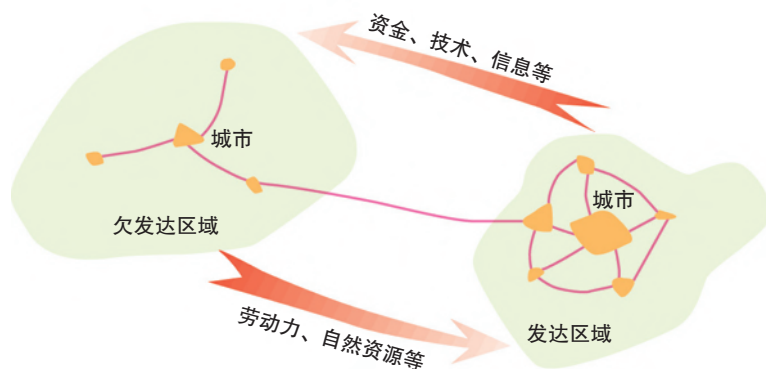 资金、技术、信息等
城市
城市
欠发达区域
劳动力、自然资源等
发达区域